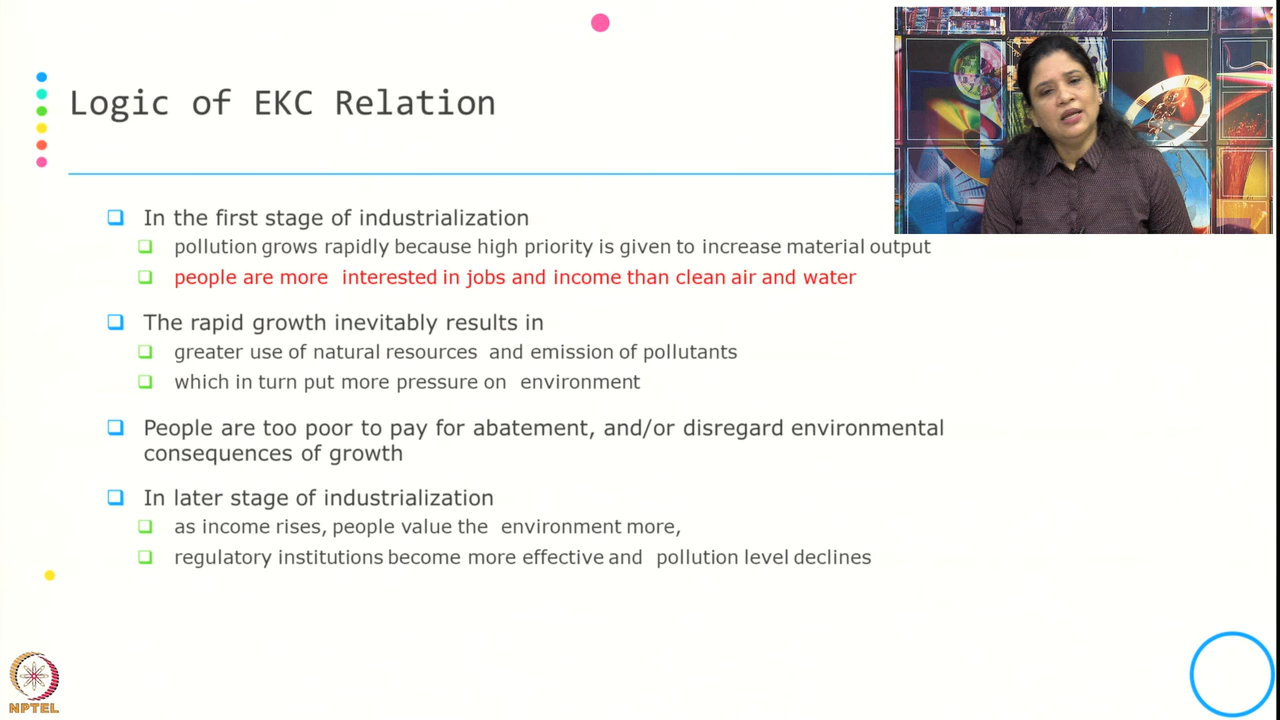 Logic of EKC Relation
In the first stage of industrialization
pollution grows rapidly because high priority is given to increase material output
people are more interested in jobs and income than clean air and water
The rapid growth inevitably results in
greater use of natural resources and emission of pollutants
which in turn put more pressure on environment
People are too poor to pay for abatement, and/or disregard environmental
consequences of growth
In later stage of industrialization
as income rises, people value the environment more,
regulatory institutions become more effective and pollution level declines
NPTEL